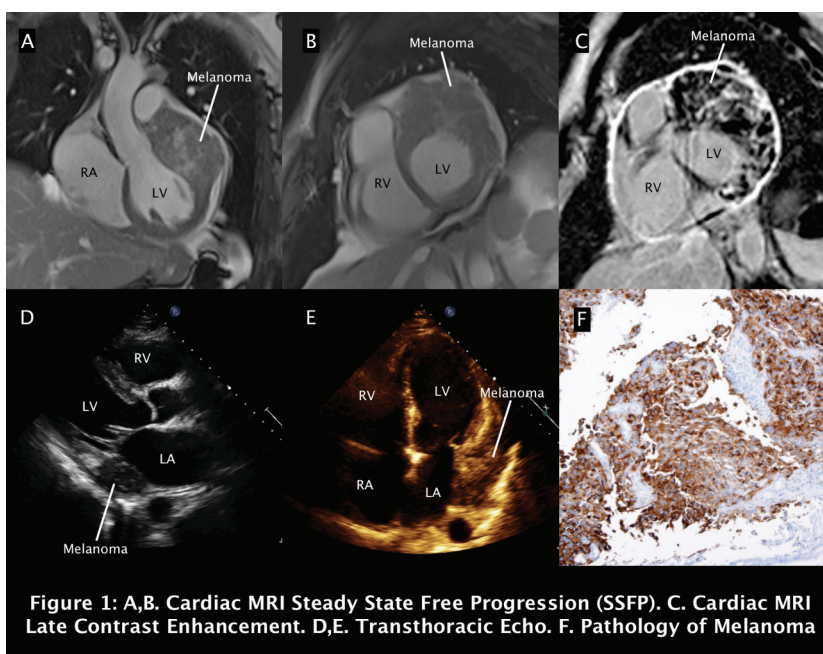 A
Melanoma
RA
LV
B
Melanoma
RV
LV
C
Melanoma
LV
RV
D
RV
LV
LA
Melanoma
E
RV
LV
Melanoma
RA
LA
F
Figure 1: A,B. Cardiac MRI Steady State Free Progression (SSFP). C. Cardiac MRI
Late Contrast Enhancement. D,E. Transthoracic Echo. F. Pathology of Melanoma